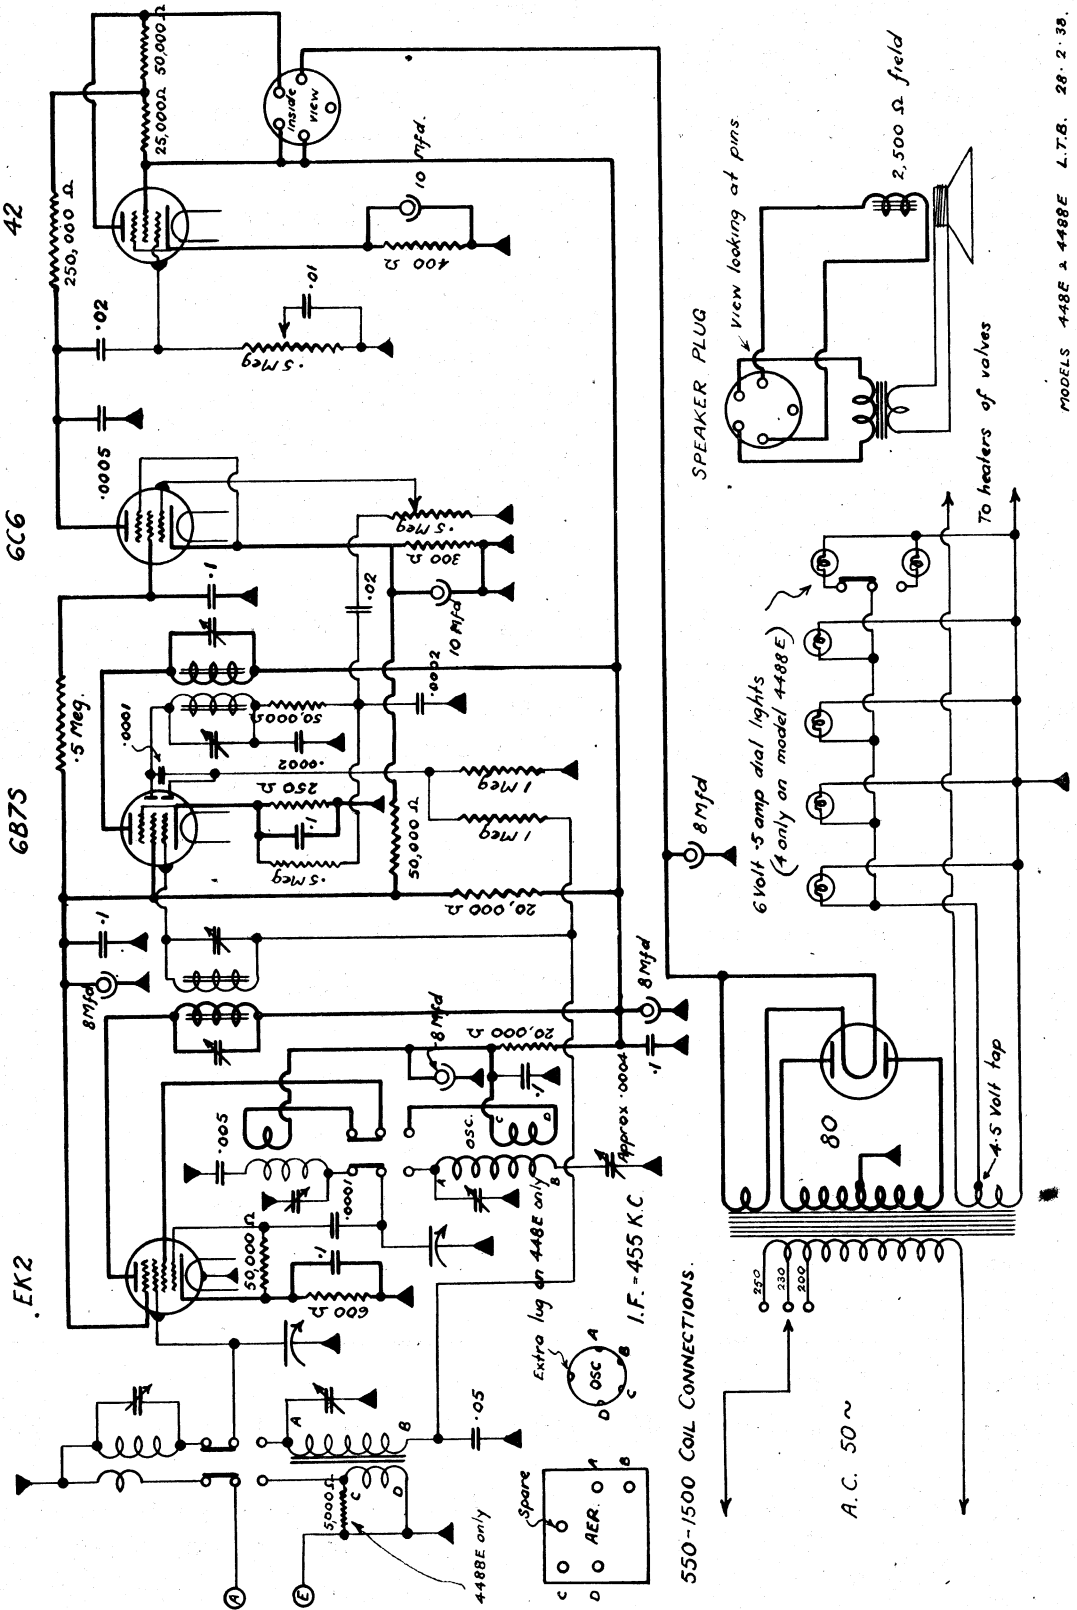 EK2
6B7S
6C6
42
.005
8 Mfd
.1
.5 Meg.
.0001
.1
.0005
.02
250,000 Ω
25,000Ω
50,000Ω
Inside
view
10 Mfd.
400 Ω
.01
.5 Meg
.5 Meg
300 Ω
10 Mfd
.02
.0002
50,000Ω
.0002
250 Ω
.1
.5 Meg
50,000 Ω
1 Meg
1 Meg
20,000 Ω
8 Mfd
20,000 Ω
.1
8 Mfd
.1
8 Mfd
OSC.
A
B
C
D
Approx .0004
.0001
50,000 Ω
.1
600 Ω
A
B
C
D
.05
5,000Ω
4488E only
A
E
Extra lug on 448E only
OSC
A
B
C
D
I.F. = 455 K.C
Spare
AER.
A
B
C
D
550-1500 COIL CONNECTIONS.
A.C. 50~
250
230
200
80
4.5 Volt tap
6 Volt .5 amp dial lights
(4 only on model 4488E)
To heaters of valves
SPEAKER PLUG
view looking at pins.
2,500 Ω field
MODELS 448E & 4488E L.T.B. 28·2·38.